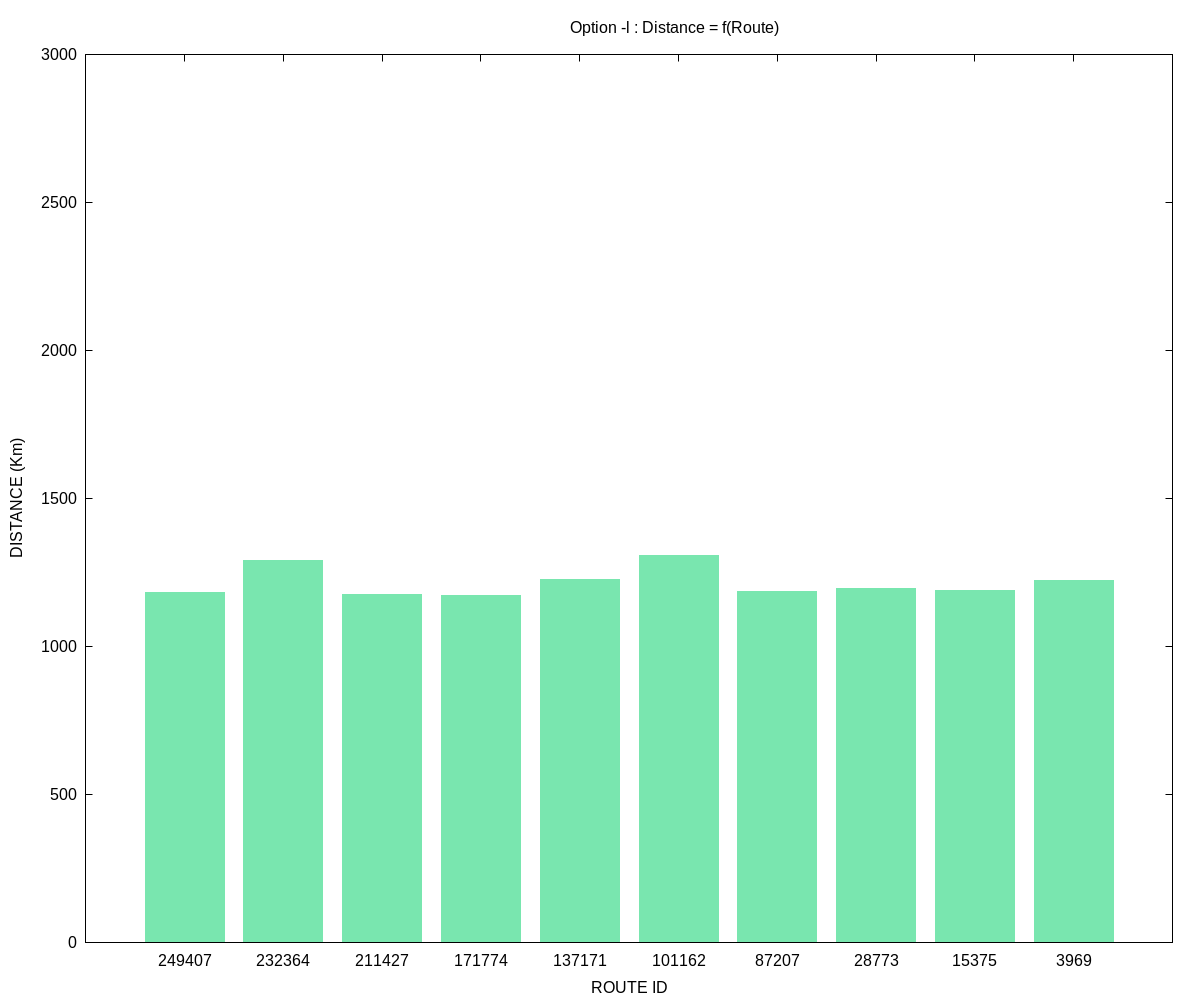 Option -l : Distance = f(Route)
3000
2500
2000
1500
1000
500
0
DISTANCE (Km)
249407 232364 211427 171774 137171 101162 87207 28773 15375 3969
ROUTE ID